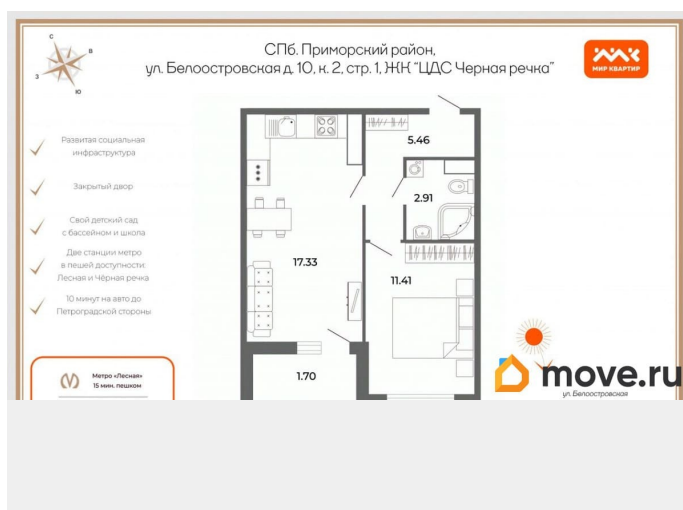 С
В
З
Ю
СПб. Приморский район,
ул. Белоостровская д. 10, к. 2, стр. 1, ЖК "ЦДС Черная речка"
МИР КВАРТИР
Развитая социальная
инфраструктура
Закрытый двор
Свой детский сад
с бассейном и школа
Две станции метро
в пешей доступности:
Лесная и Чёрная речка
10 минут на авто до
Петроградской стороны
Метро «Лесная»
15 мин. пешком
5.46
2.91
17.33
11.41
1.70
move.ru
ул. Белоостровская